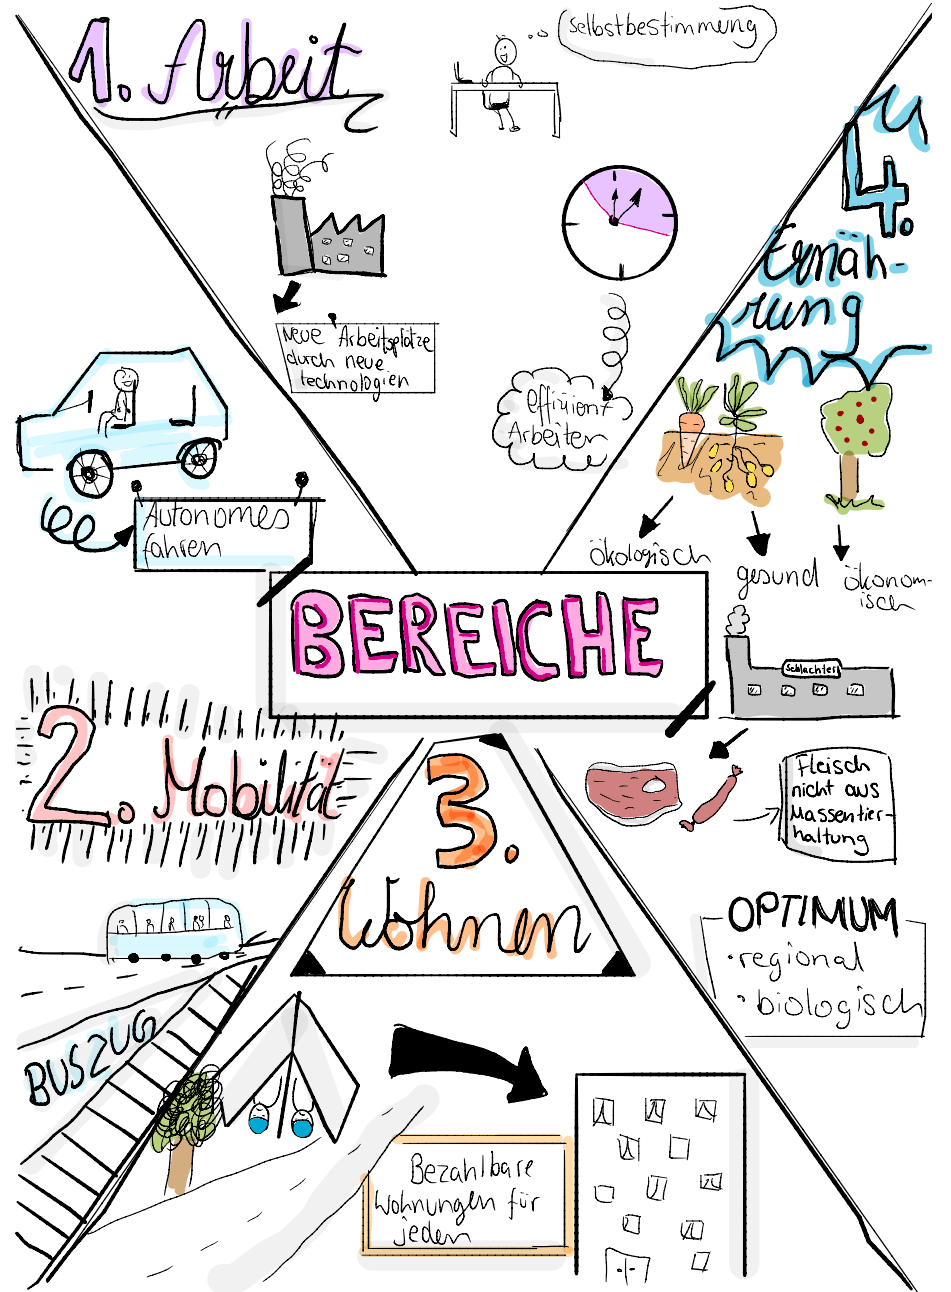 1. Arbeit
Selbstbestimmung
Neue Arbeitsplätze
durch neue
technologien
effizient
Arbeiten
4.
Ernäh-
rung
ökologisch
gesund
ökonom-
isch
Schlachter
Fleisch
nicht aus
Massentier-
haltung
OPTIMUM
·regional
·biologisch
Autonomes
fahren
BEREICHE
2. Mobilität
BUSZUG
3.
Wohnen
Bezahlbare
Wohnungen für
jeden